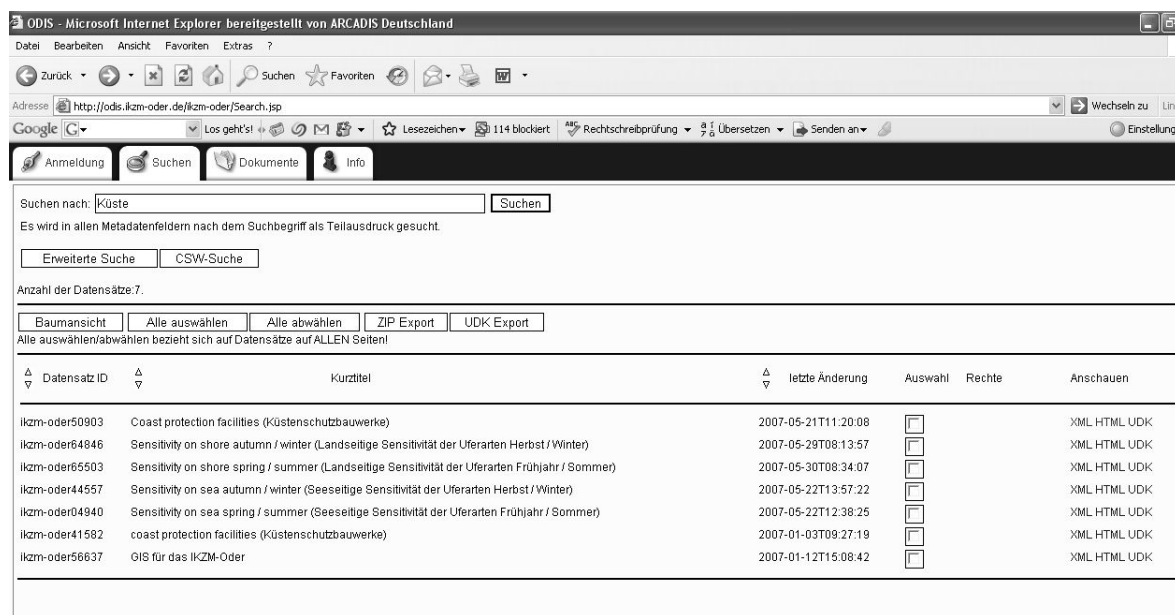 ODIS - Microsoft Internet Explorer bereitgestellt von ARCADIS Deutschland
Datei Bearbeiten Ansicht Favoriten Extras ?
Zurück Suchen Favoriten
Adresse http://odis.ikzm-oder.de/ikzm-oder/Search.jsp Wechseln zu Lin
Google G Los geht's! Lesezeichen 114 blockiert Rechtschreibprüfung Übersetzen Senden an Einstellung
Anmeldung Suchen Dokumente Info
Suchen nach: Küste Suchen
Es wird in allen Metadatenfeldern nach dem Suchbegriff als Teilausdruck gesucht.
Erweiterte Suche CSW-Suche
Anzahl der Datensätze:7.
Baumansicht Alle auswählen Alle abwählen ZIP Export UDK Export
Alle auswählen/abwählen bezieht sich auf Datensätze auf ALLEN Seiten!
Datensatz ID Kurztitel letzte Änderung Auswahl Rechte Anschauen
ikzm-oder50903 Coast protection facilities (Küstenschutzbauwerke) 2007-05-21T11:20:08 XML HTML UDK
ikzm-oder64846 Sensitivity on shore autumn / winter (Landseitige Sensitivität der Uferarten Herbst / Winter) 2007-05-29T08:13:57 XML HTML UDK
ikzm-oder65503 Sensitivity on shore spring / summer (Landseitige Sensitivität der Uferarten Frühjahr / Sommer) 2007-05-30T08:34:07 XML HTML UDK
ikzm-oder44557 Sensitivity on sea autumn / winter (Seeseitige Sensitivität der Uferarten Herbst / Winter) 2007-05-22T13:57:22 XML HTML UDK
ikzm-oder04940 Sensitivity on sea spring / summer (Seeseitige Sensitivität der Uferarten Frühjahr / Sommer) 2007-05-22T12:38:25 XML HTML UDK
ikzm-oder41582 coast protection facilities (Küstenschutzbauwerke) 2007-01-03T09:27:19 XML HTML UDK
ikzm-oder56637 GIS für das IKZM-Oder 2007-01-12T15:08:42 XML HTML UDK